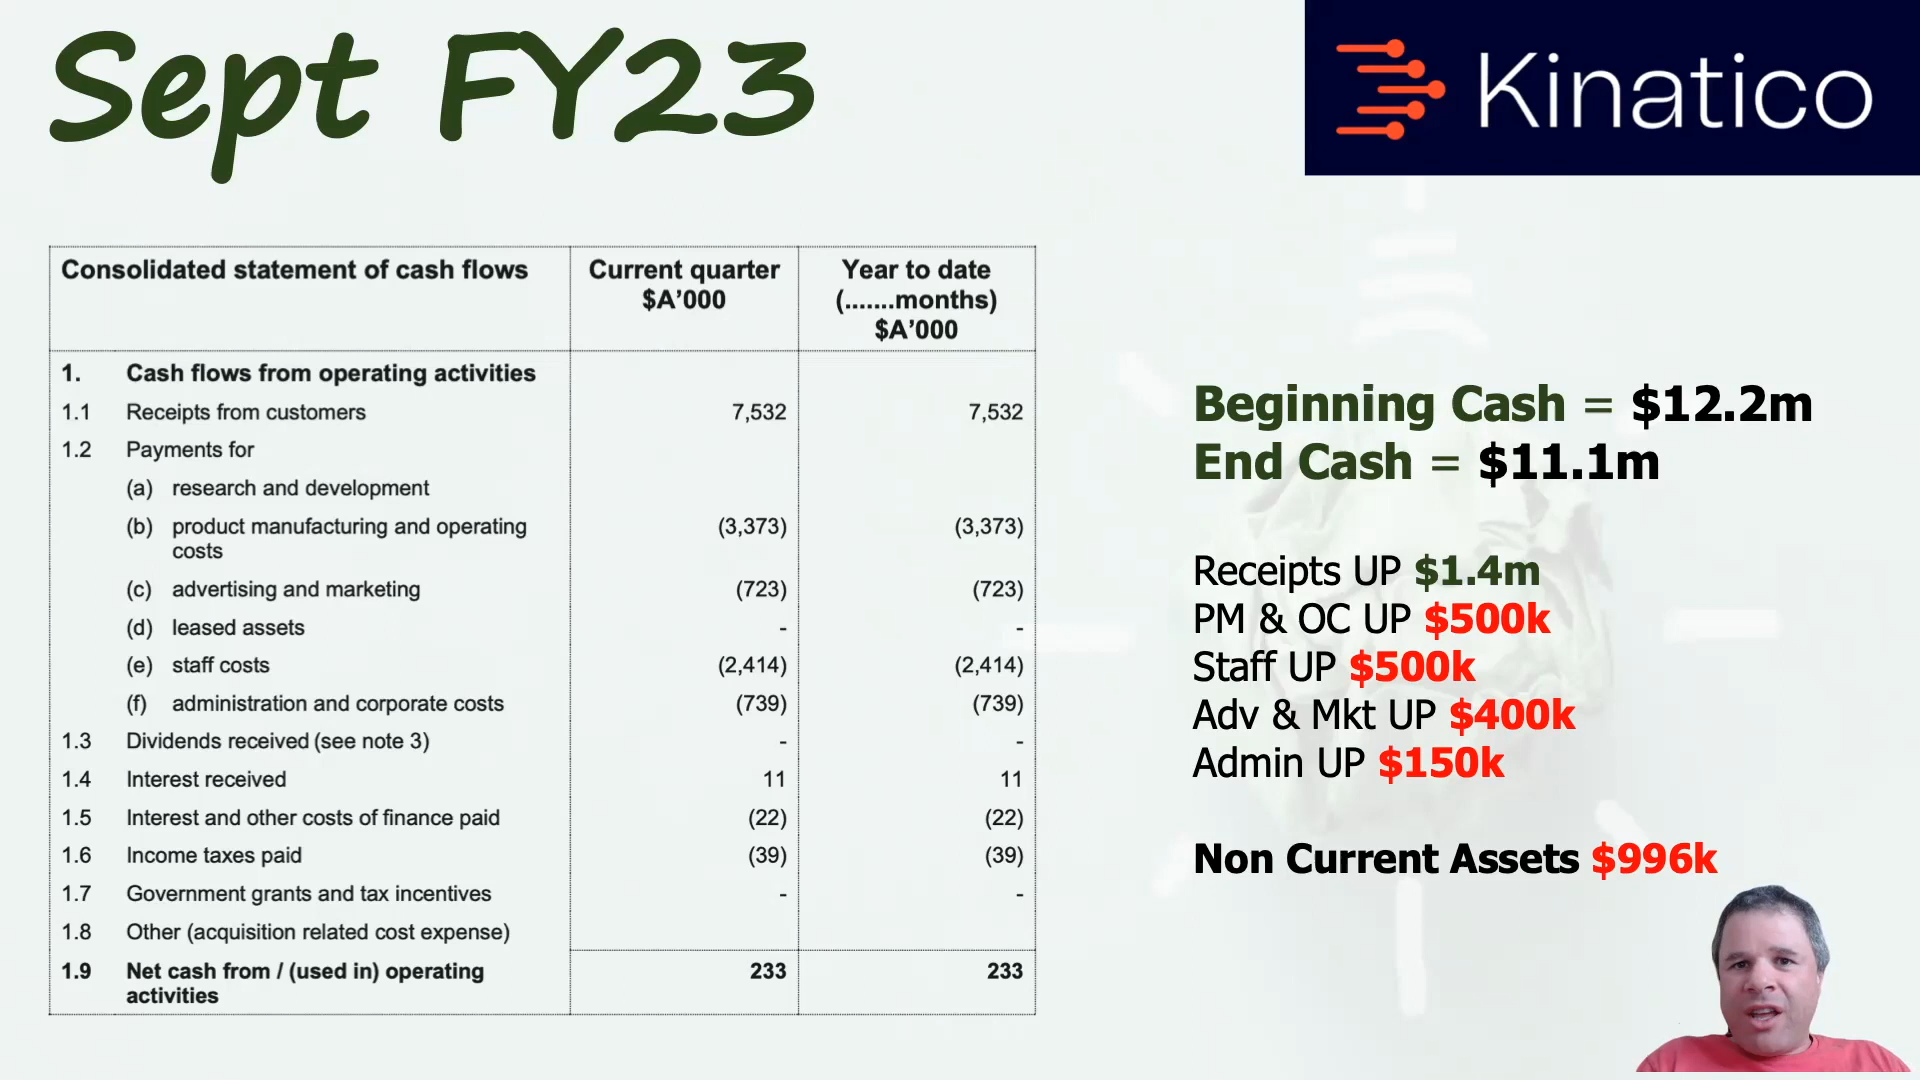 Sept FY23
Kinatico
Consolidated statement of cash flows
Current quarter
$A'000
Year to date
(.......months)
$A'000
1. Cash flows from operating activities
1.1 Receipts from customers 7,532 7,532
1.2 Payments for
(a) research and development
(b) product manufacturing and operating
costs (3,373) (3,373)
(c) advertising and marketing (723) (723)
(d) leased assets - -
(e) staff costs (2,414) (2,414)
(f) administration and corporate costs (739) (739)
1.3 Dividends received (see note 3) - -
1.4 Interest received 11 11
1.5 Interest and other costs of finance paid (22) (22)
1.6 Income taxes paid (39) (39)
1.7 Government grants and tax incentives - -
1.8 Other (acquisition related cost expense)
1.9 Net cash from / (used in) operating
activities 233 233
Beginning Cash = $12.2m
End Cash = $11.1m
Receipts UP $1.4m
PM & OC UP $500k
Staff UP $500k
Adv & Mkt UP $400k
Admin UP $150k
Non Current Assets $996k